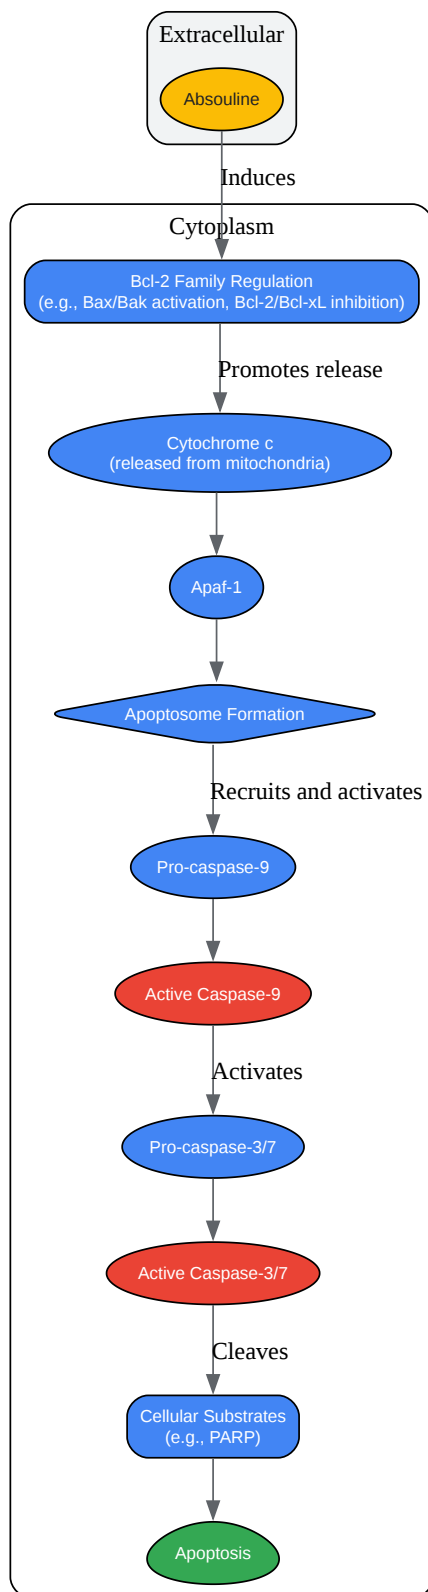 Extracellular
Absouline
Induces
Cytoplasm
Bcl-2 Family Regulation
(e.g., Bax/Bak activation, Bcl-2/Bcl-xL inhibition)
Promotes release
Cytochrome c
(released from mitochondria)
Apaf-1
Apoptosome Formation
Recruits and activates
Pro-caspase-9
Active Caspase-9
Activates
Pro-caspase-3/7
Active Caspase-3/7
Cleaves
Cellular Substrates
(e.g., PARP)
Apoptosis